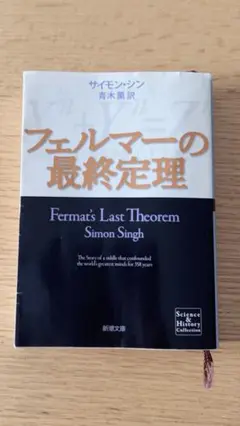 サイモン・シン
青木薫 訳
フェルマーの
最終定理
Fermat's Last Theorem
Simon Singh
The Story of a riddle that confounded
the world's greatest minds for 358 years
Science
& History
Collection
新潮文庫